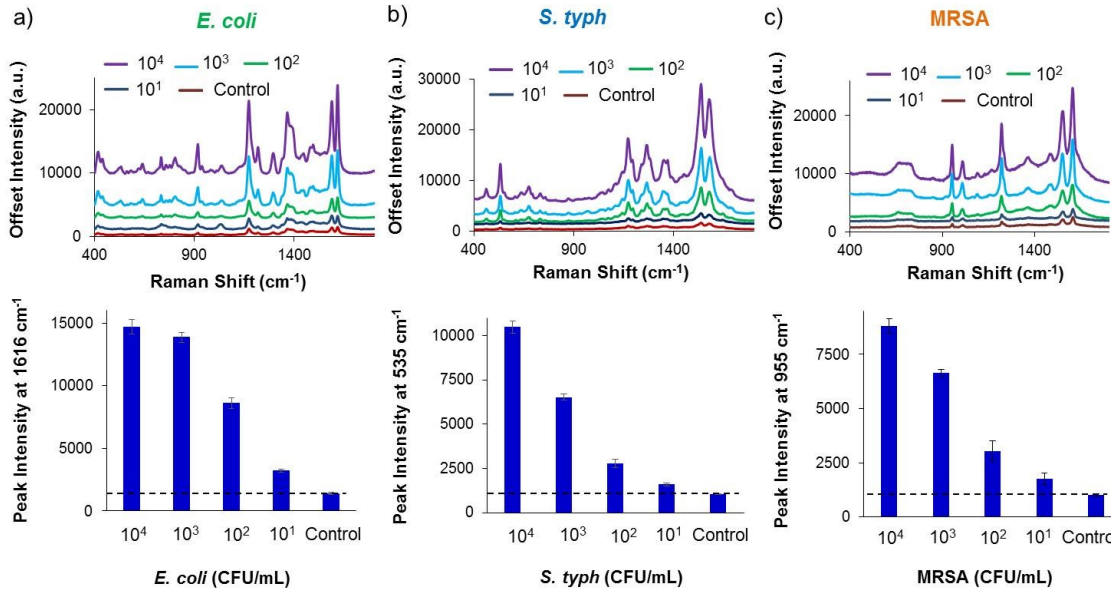 a)
E. coli
10⁴ 10³ 10²
10¹ Control
Offset Intensity (a.u.)
40000
30000
20000
10000
0
400 900 1400
Raman Shift (cm⁻¹)
b)
S. typh
10⁴ 10³ 10²
10¹ Control
Offset Intensity (a.u.)
30000
20000
10000
0
400 900 1400
Raman Shift (cm⁻¹)
c)
MRSA
10⁴ 10³ 10²
10¹ Control
Offset Intensity (a.u.)
40000
30000
20000
10000
0
400 900 1400
Raman Shift (cm⁻¹)
Peak Intensity at 1616 cm⁻¹
15000
10000
5000
0
10⁴ 10³ 10² 10¹ Control
E. coli (CFU/mL)
Peak Intensity at 535 cm⁻¹
10000
7500
5000
2500
0
10⁴ 10³ 10² 10¹ Control
S. typh (CFU/mL)
Peak Intensity at 955 cm⁻¹
7500
5000
2500
0
10⁴ 10³ 10² 10¹ Control
MRSA (CFU/mL)